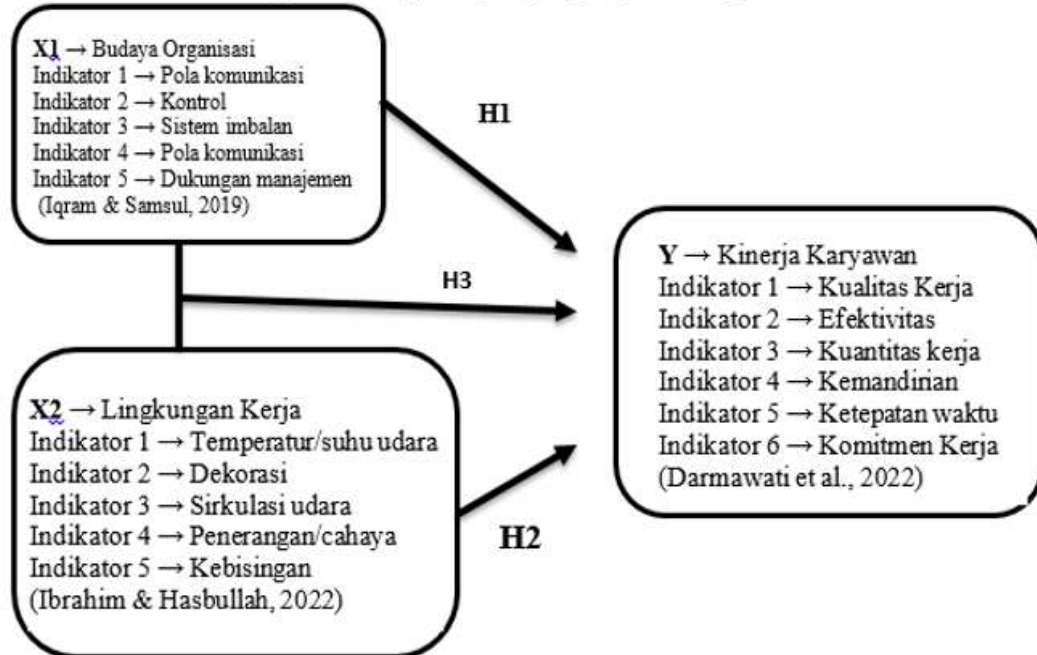 X1 → Budaya Organisasi
Indikator 1 → Pola komunikasi
Indikator 2 → Kontrol
Indikator 3 → Sistem imbalan
Indikator 4 → Pola komunikasi
Indikator 5 → Dukungan manajemen
(Iqram & Samsul, 2019)
H1
H3
X2 → Lingkungan Kerja
Indikator 1 → Temperatur/suhu udara
Indikator 2 → Dekorasi
Indikator 3 → Sirkulasi udara
Indikator 4 → Penerangan/cahaya
Indikator 5 → Kebisingan
(Ibrahim & Hasbullah, 2022)
H2
Y → Kinerja Karyawan
Indikator 1 → Kualitas Kerja
Indikator 2 → Efektivitas
Indikator 3 → Kuantitas kerja
Indikator 4 → Kemandirian
Indikator 5 → Ketepatan waktu
Indikator 6 → Komitmen Kerja
(Darmawati et al., 2022)